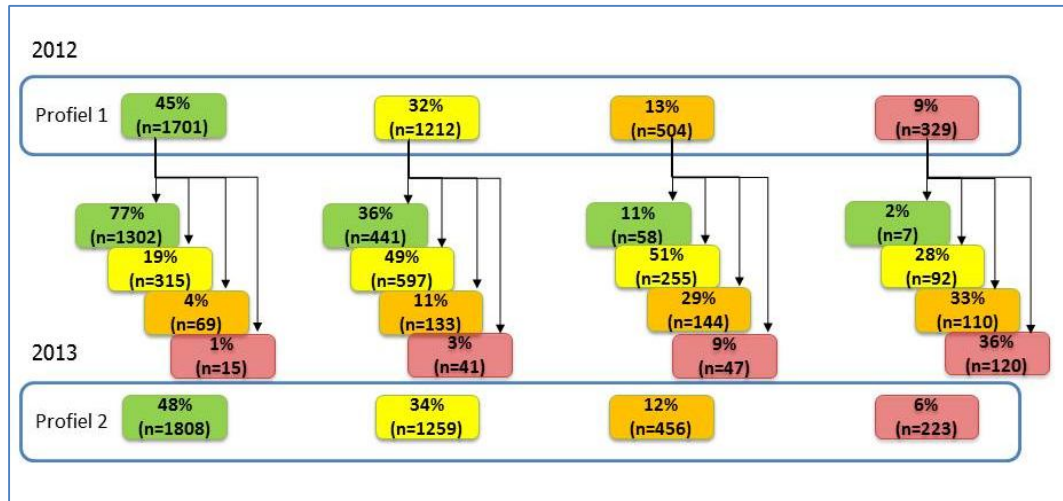 2012
Profiel 1
45%
(n=1701)
32%
(n=1212)
13%
(n=504)
9%
(n=329)
77%
(n=1302)
19%
(n=315)
4%
(n=69)
1%
(n=15)
36%
(n=441)
49%
(n=597)
11%
(n=133)
3%
(n=41)
11%
(n=58)
51%
(n=255)
29%
(n=144)
9%
(n=47)
2%
(n=7)
28%
(n=92)
33%
(n=110)
36%
(n=120)
2013
Profiel 2
48%
(n=1808)
34%
(n=1259)
12%
(n=456)
6%
(n=223)